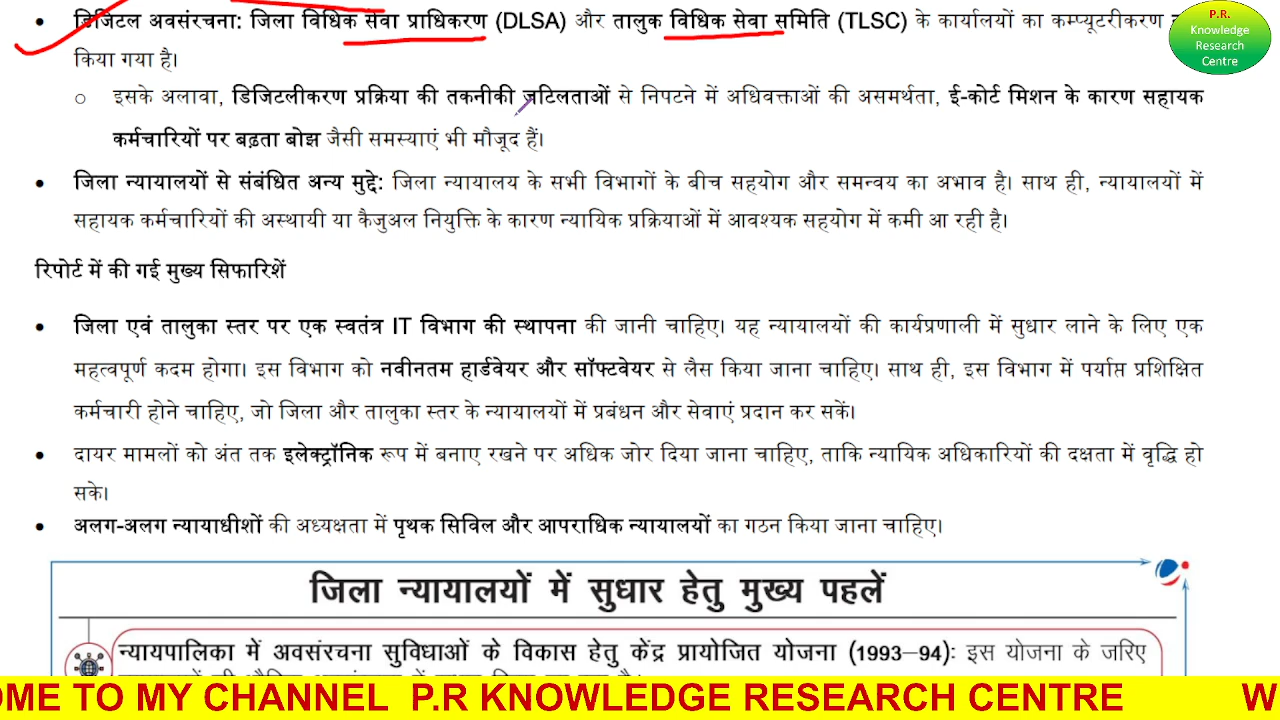 • डिजिटल अवसंरचना: जिला विधिक सेवा प्राधिकरण (DLSA) और तालुक विधिक सेवा समिति (TLSC) के कार्यालयों का कम्प्यूटरीकरण
किया गया है।
○ इसके अलावा, डिजिटलीकरण प्रक्रिया की तकनीकी जटिलताओं से निपटने में अधिवक्ताओं की असमर्थता, ई-कोर्ट मिशन के कारण सहायक
कर्मचारियों पर बढ़ता बोझ जैसी समस्याएं भी मौजूद हैं।
• जिला न्यायालयों से संबंधित अन्य मुद्दे: जिला न्यायालय के सभी विभागों के बीच सहयोग और समन्वय का अभाव है। साथ ही, न्यायालयों में
सहायक कर्मचारियों की अस्थायी या कैजुअल नियुक्ति के कारण न्यायिक प्रक्रियाओं में आवश्यक सहयोग में कमी आ रही है।
रिपोर्ट में की गई मुख्य सिफारिशें
• जिला एवं तालुका स्तर पर एक स्वतंत्र IT विभाग की स्थापना की जानी चाहिए। यह न्यायालयों की कार्यप्रणाली में सुधार लाने के लिए एक
महत्वपूर्ण कदम होगा। इस विभाग को नवीनतम हार्डवेयर और सॉफ्टवेयर से लैस किया जाना चाहिए। साथ ही, इस विभाग में पर्याप्त प्रशिक्षित
कर्मचारी होने चाहिए, जो जिला और तालुका स्तर के न्यायालयों में प्रबंधन और सेवाएं प्रदान कर सकें।
• दायर मामलों को अंत तक इलेक्ट्रॉनिक रूप में बनाए रखने पर अधिक जोर दिया जाना चाहिए, ताकि न्यायिक अधिकारियों की दक्षता में वृद्धि हो
सके।
• अलग-अलग न्यायाधीशों की अध्यक्षता में पृथक सिविल और आपराधिक न्यायालयों का गठन किया जाना चाहिए।
जिला न्यायालयों में सुधार हेतु मुख्य पहलें
न्यायपालिका में अवसंरचना सुविधाओं के विकास हेतु केंद्र प्रायोजित योजना (1993–94): इस योजना के जरिए
P.R.
Knowledge
Research
Centre
OME TO MY CHANNEL P.R KNOWLEDGE RESEARCH CENTRE W